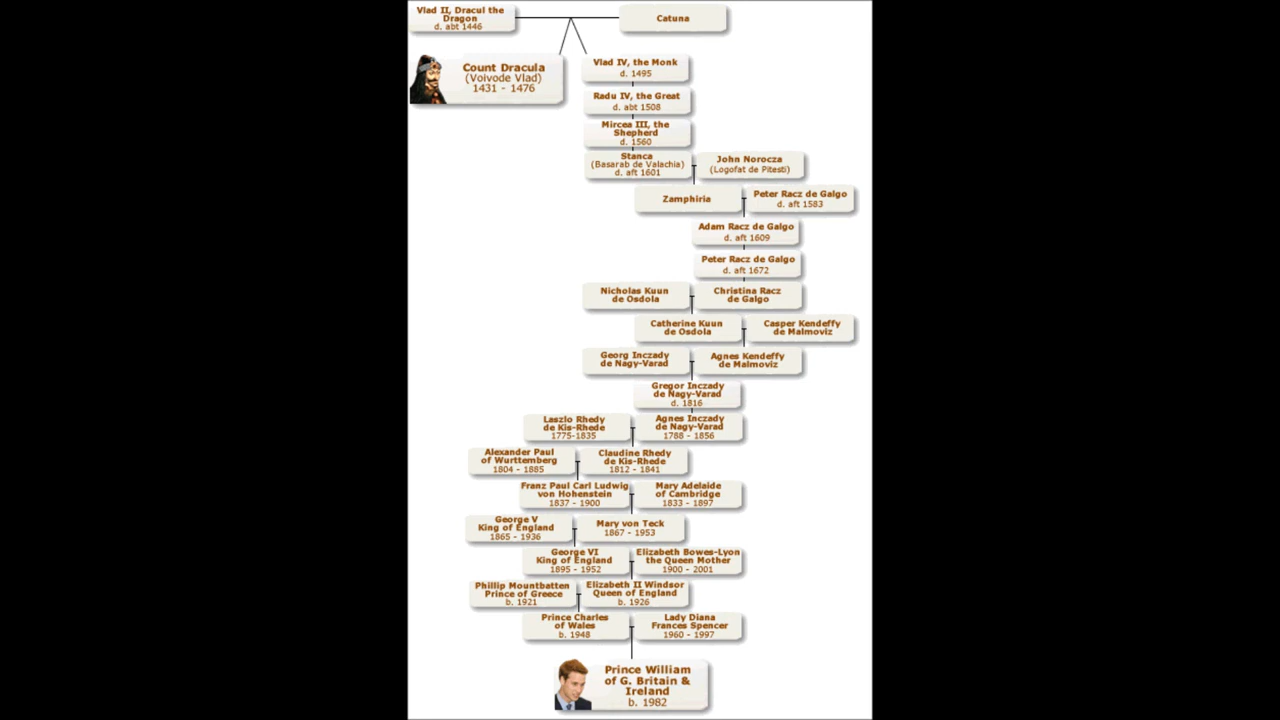 Vlad II, Dracul the
Dragon
d. abt 1446
Catuna
Count Dracula
(Voivode Vlad)
1431 - 1476
Vlad IV, the Monk
d. 1495
Radu IV, the Great
d. abt 1508
Mircea III, the
Shepherd
d. 1560
Stanca
(Basarab de Valachia)
d. aft 1601
John Norocza
(Logofat de Pitesti)
Zamphiria
Peter Racz de Galgo
d. aft 1583
Adam Racz de Galgo
d. aft 1609
Peter Racz de Galgo
d. aft 1672
Nicholas Kuun
de Osdola
Christina Racz
de Galgo
Catherine Kuun
de Osdola
Casper Kendeffy
de Malmoviz
Georg Inczady
de Nagy-Varad
Agnes Kendeffy
de Malmoviz
Gregor Inczady
de Nagy-Varad
d. 1816
Laszlo Rhedy
de Kis-Rhede
1775-1835
Agnes Inczady
de Nagy-Varad
1788 - 1856
Alexander Paul
of Wurttemberg
1804 - 1885
Claudine Rhedy
de Kis-Rhede
1812 - 1841
Franz Paul Carl Ludwig
von Hohenstein
1837 - 1900
Mary Adelaide
of Cambridge
1833 - 1897
George V
King of England
1865 - 1936
Mary von Teck
1867 - 1953
George VI
King of England
1895 - 1952
Elizabeth Bowes-Lyon
the Queen Mother
1900 - 2001
Phillip Mountbatten
Prince of Greece
b. 1921
Elizabeth II Windsor
Queen of England
b. 1926
Prince Charles
of Wales
b. 1948
Lady Diana
Frances Spencer
1960 - 1997
Prince William
of G. Britain &
Ireland
b. 1982